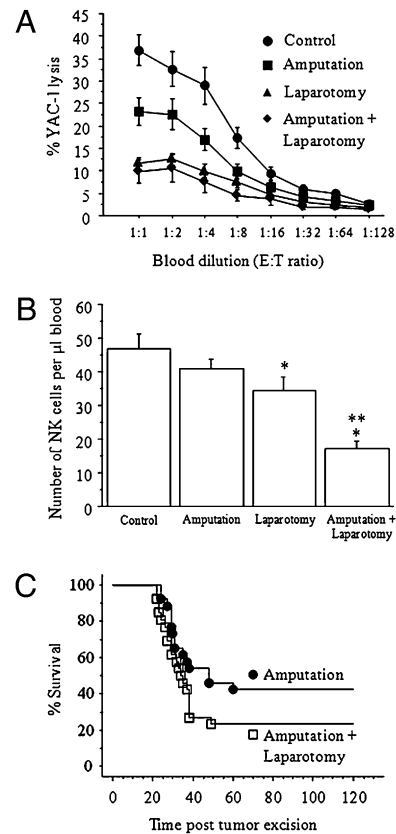 A
% YAC-1 lysis
45
40
35
30
25
20
15
10
5
0
Control
Amputation
Laparotomy
Amputation +
Laparotomy
1:1 1:2 1:4 1:8 1:16 1:32 1:64 1:128
Blood dilution (E:T ratio)
B
Number of NK cells per µl blood
60
50
40
30
20
10
0
*
**
*
Control Amputation Laparotomy Amputation +
Laparotomy
C
% Survival
100
80
60
40
20
0
Amputation
Amputation +
Laparotomy
0 20 40 60 80 100 120
Time post tumor excision